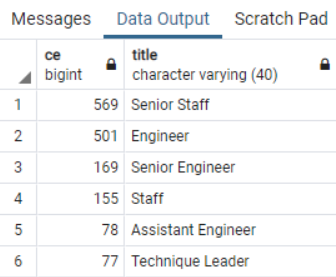 Messages Data Output Scratch Pad
ce title
bigint character varying (40)
1 569 Senior Staff
2 501 Engineer
3 169 Senior Engineer
4 155 Staff
5 78 Assistant Engineer
6 77 Technique Leader